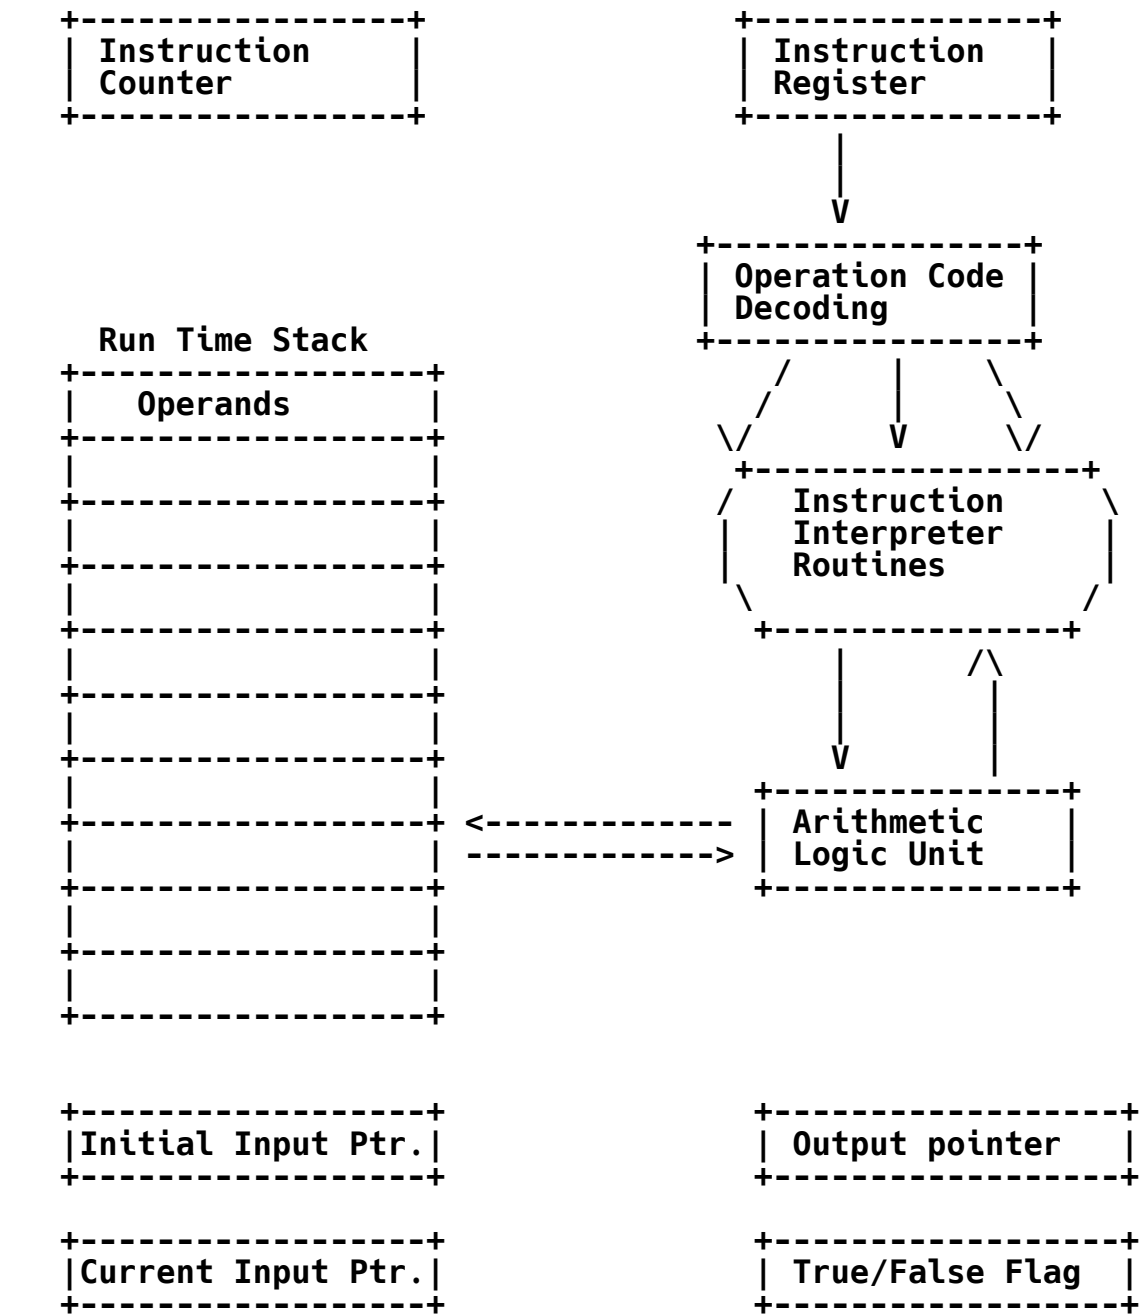 Instruction
Counter
Instruction
Register
Operation Code
Decoding
Run Time Stack
Operands
Instruction
Interpreter
Routines
Arithmetic
Logic Unit
Initial Input Ptr.
Output pointer
Current Input Ptr.
True/False Flag